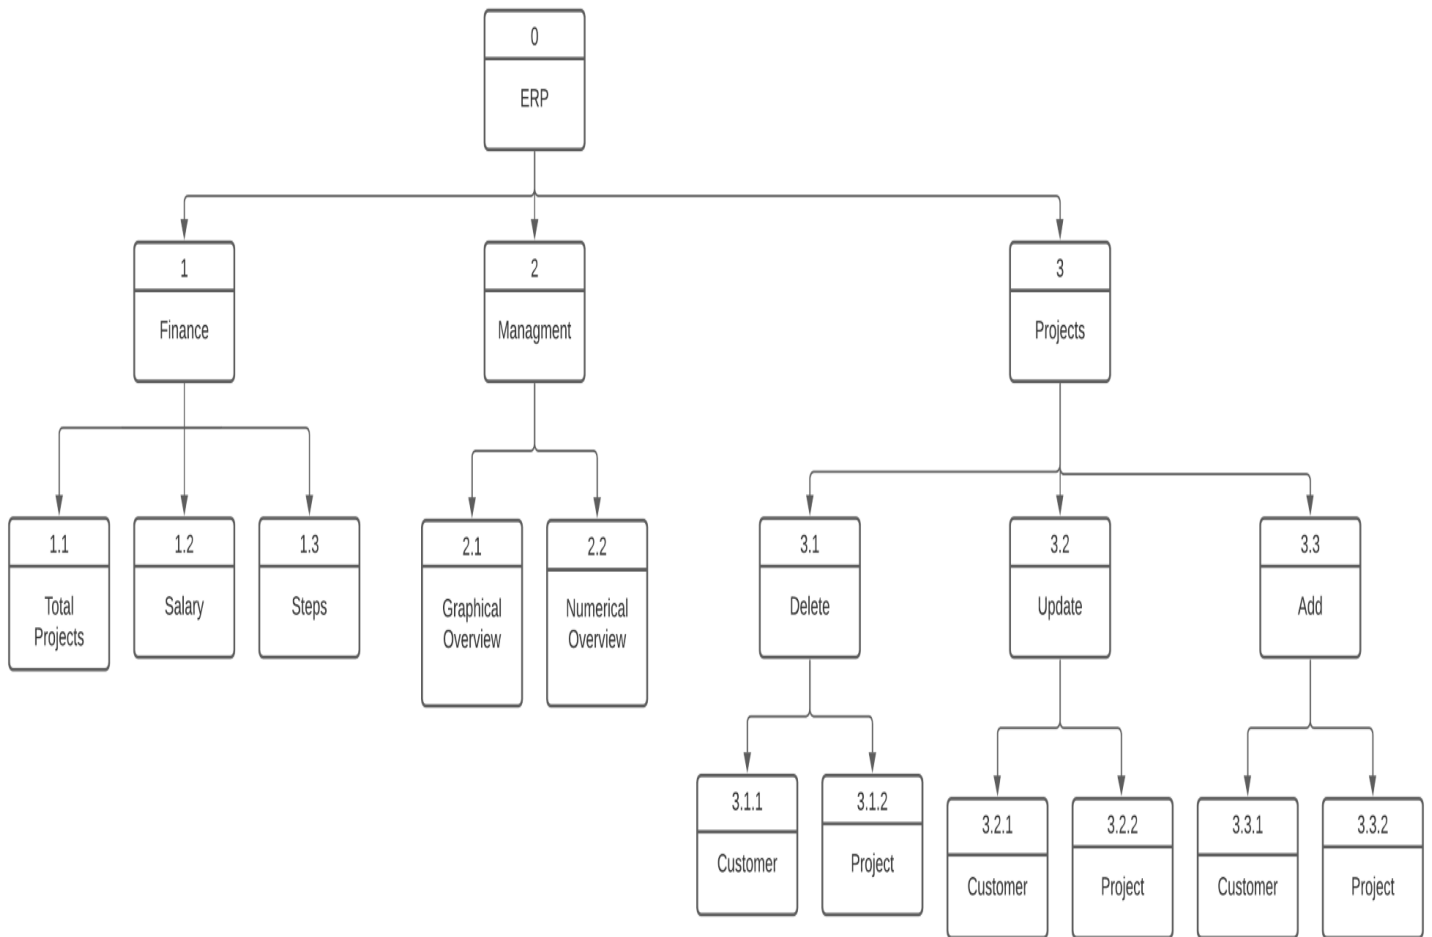 0
ERP
1
Finance
2
Managment
3
Projects
1.1
Total
Projects
1.2
Salary
1.3
Steps
2.1
Graphical
Overview
2.2
Numerical
Overview
3.1
Delete
3.2
Update
3.3
Add
3.1.1
Customer
3.1.2
Project
3.2.1
Customer
3.2.2
Project
3.3.1
Customer
3.3.2
Project